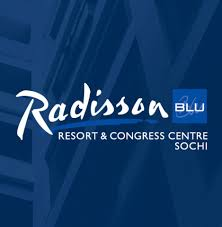 Radisson BLU
RESORT & CONGRESS CENTRE
SOCHI